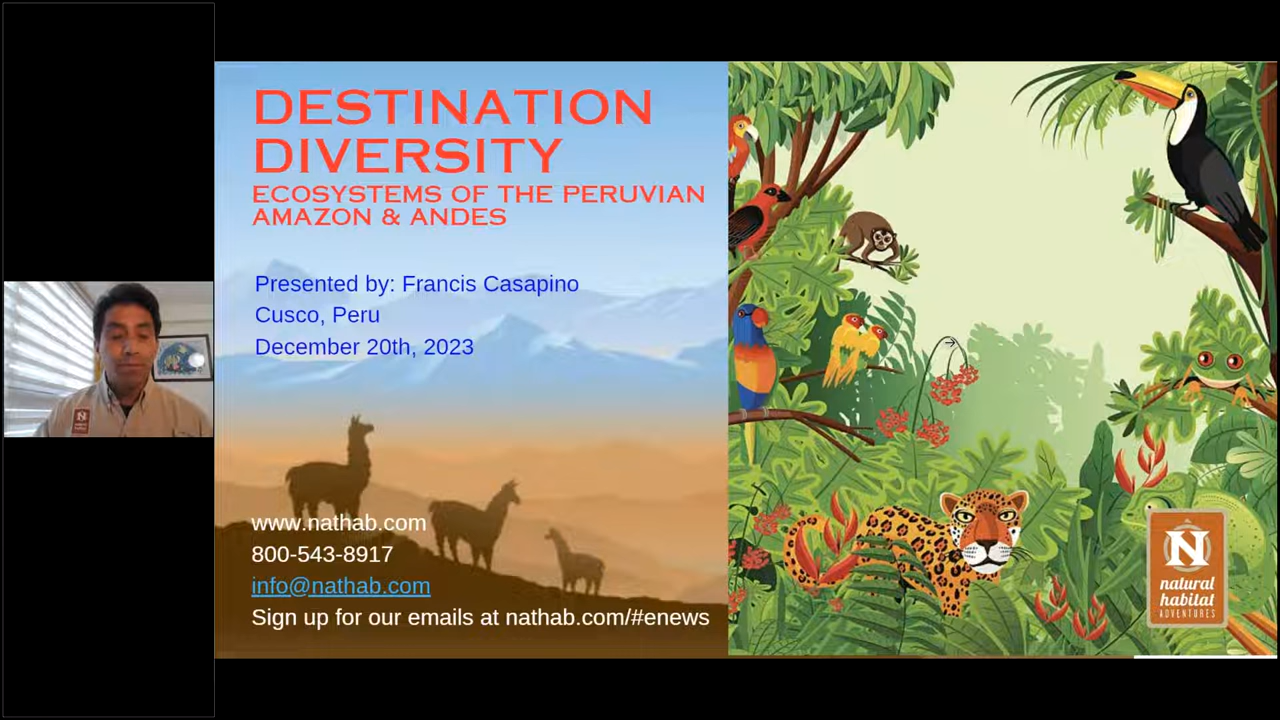 DESTINATION
DIVERSITY
ECOSYSTEMS OF THE PERUVIAN
AMAZON & ANDES
Presented by: Francis Casapino
Cusco, Peru
December 20th, 2023
www.nathab.com
800-543-8917
info@nathab.com
Sign up for our emails at nathab.com/#enews
N
natural
habitat
ADVENTURES